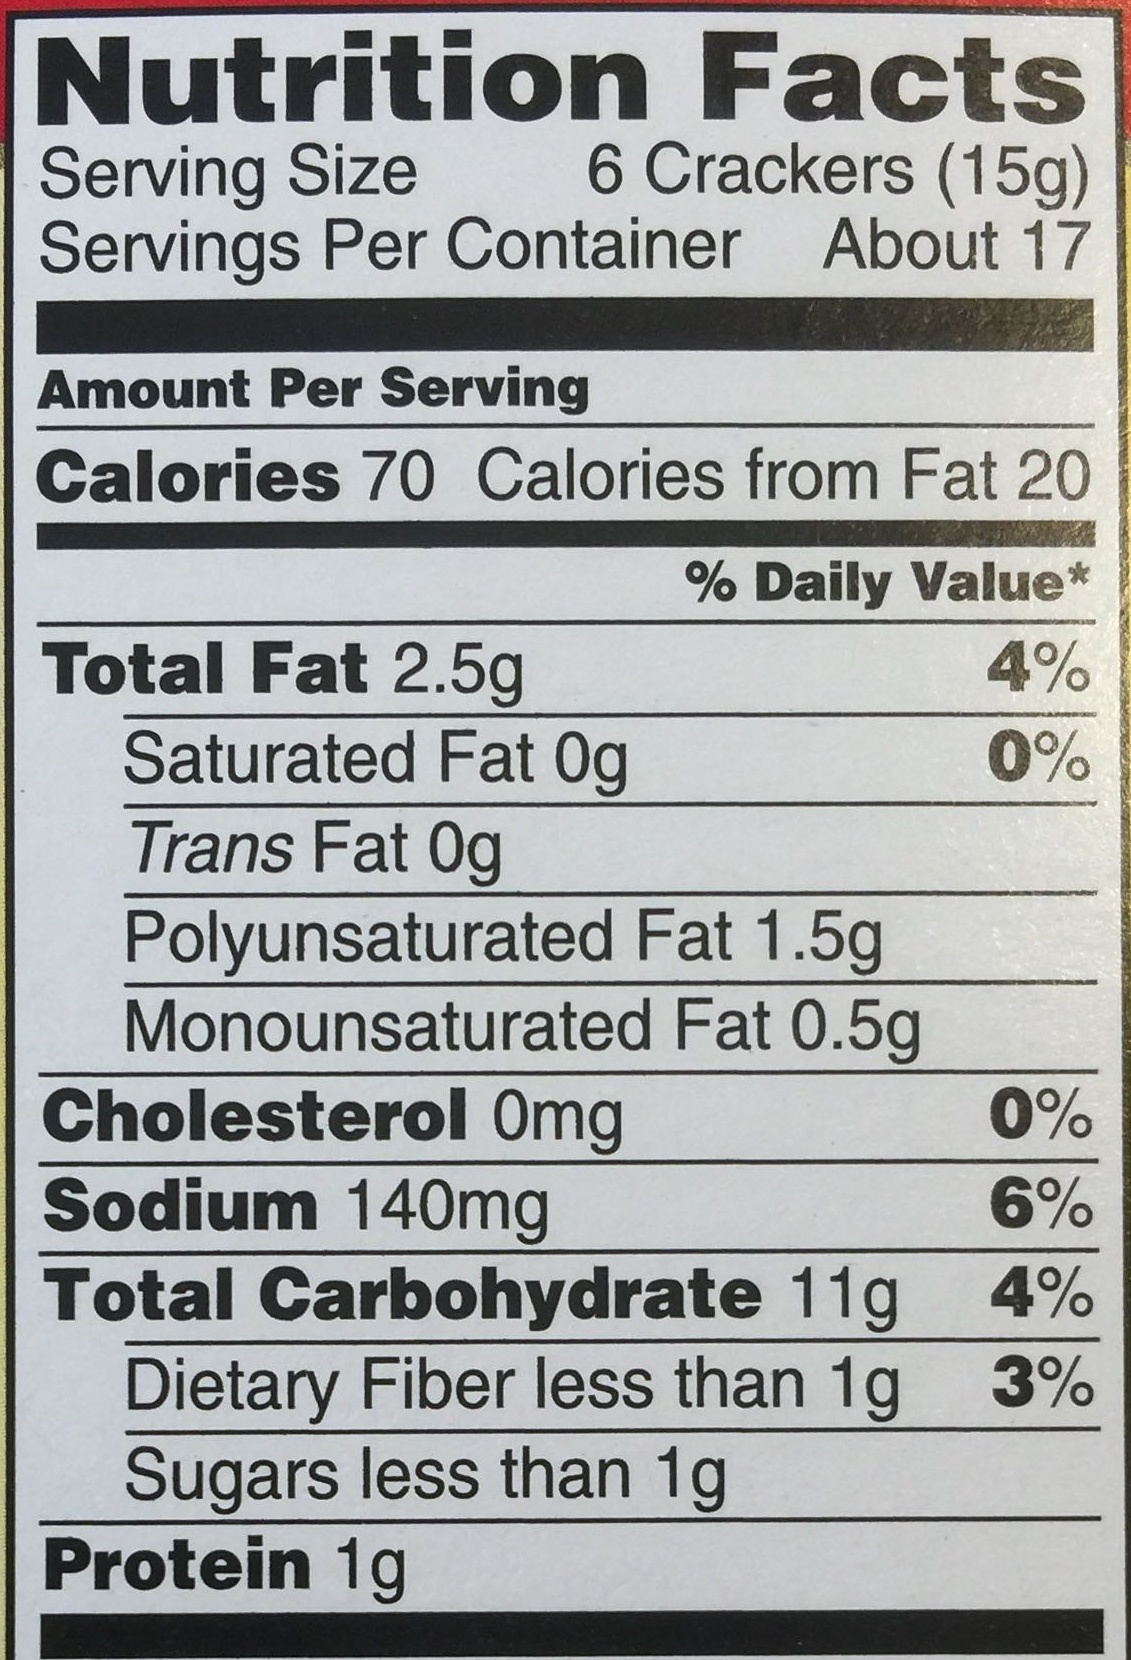 Nutrition Facts
Serving Size 6 Crackers (15g)
Servings Per Container About 17
Amount Per Serving
Calories 70 Calories from Fat 20
% Daily Value*
Total Fat 2.5g 4%
Saturated Fat 0g 0%
Trans Fat 0g
Polyunsaturated Fat 1.5g
Monounsaturated Fat 0.5g
Cholesterol 0mg 0%
Sodium 140mg 6%
Total Carbohydrate 11g 4%
Dietary Fiber less than 1g 3%
Sugars less than 1g
Protein 1g